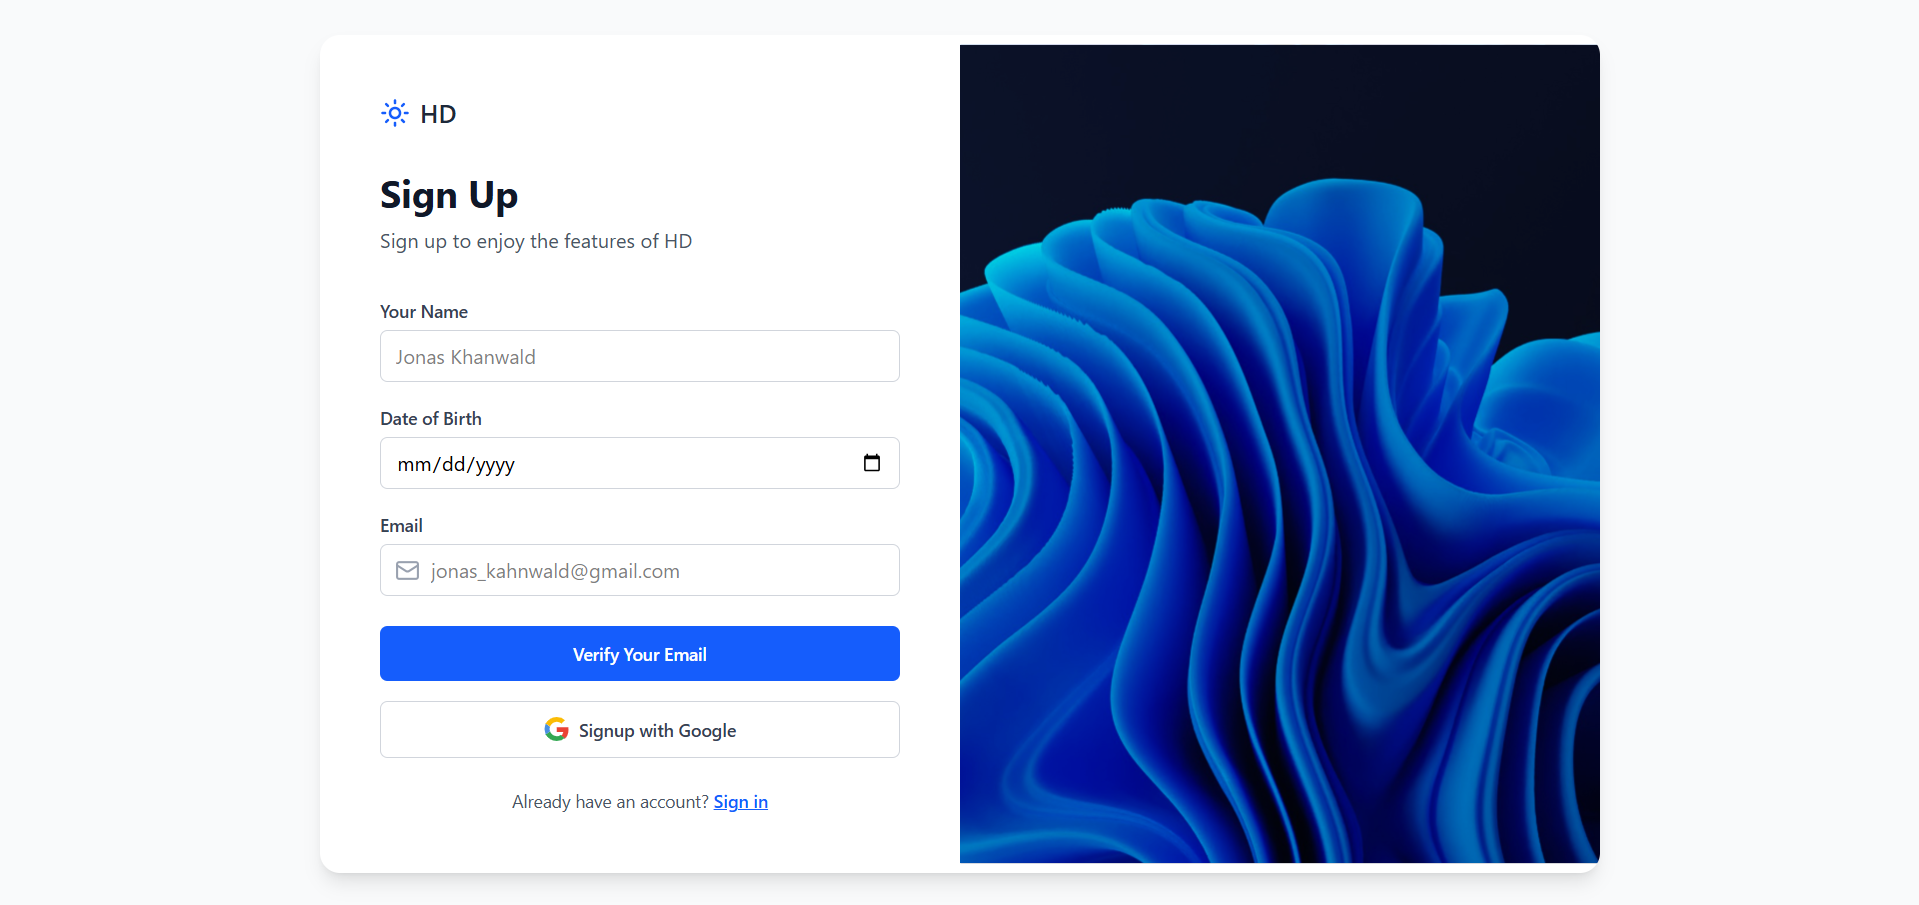 HD
Sign Up
Sign up to enjoy the features of HD
Your Name
Jonas Khanwald
Date of Birth
mm/dd/yyyy
Email
jonas_kahnwald@gmail.com
Verify Your Email
Signup with Google
Already have an account? Sign in